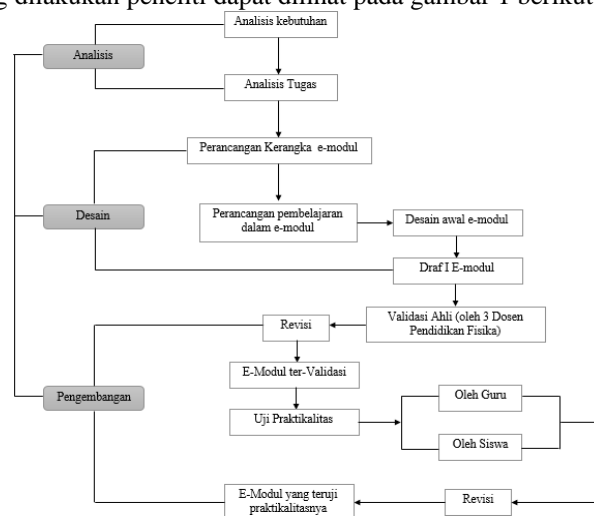 g dilakukan peneliti dapat dilihat pada gambar 1 berikut
Analisis kebutuhan
Analisis
Analisis Tugas
Perancangan Kerangka e-modul
Desain
Perancangan pembelajaran
dalam e-modul
Desain awal e-modul
Draf I E-modul
Validasi Ahli (oleh 3 Dosen
Pendidikan Fisika)
Revisi
E-Modul ter-Validasi
Pengembangan
Uji Praktikalitas
Oleh Guru
Oleh Siswa
E-Modul yang teruji
praktikalitasnya
Revisi